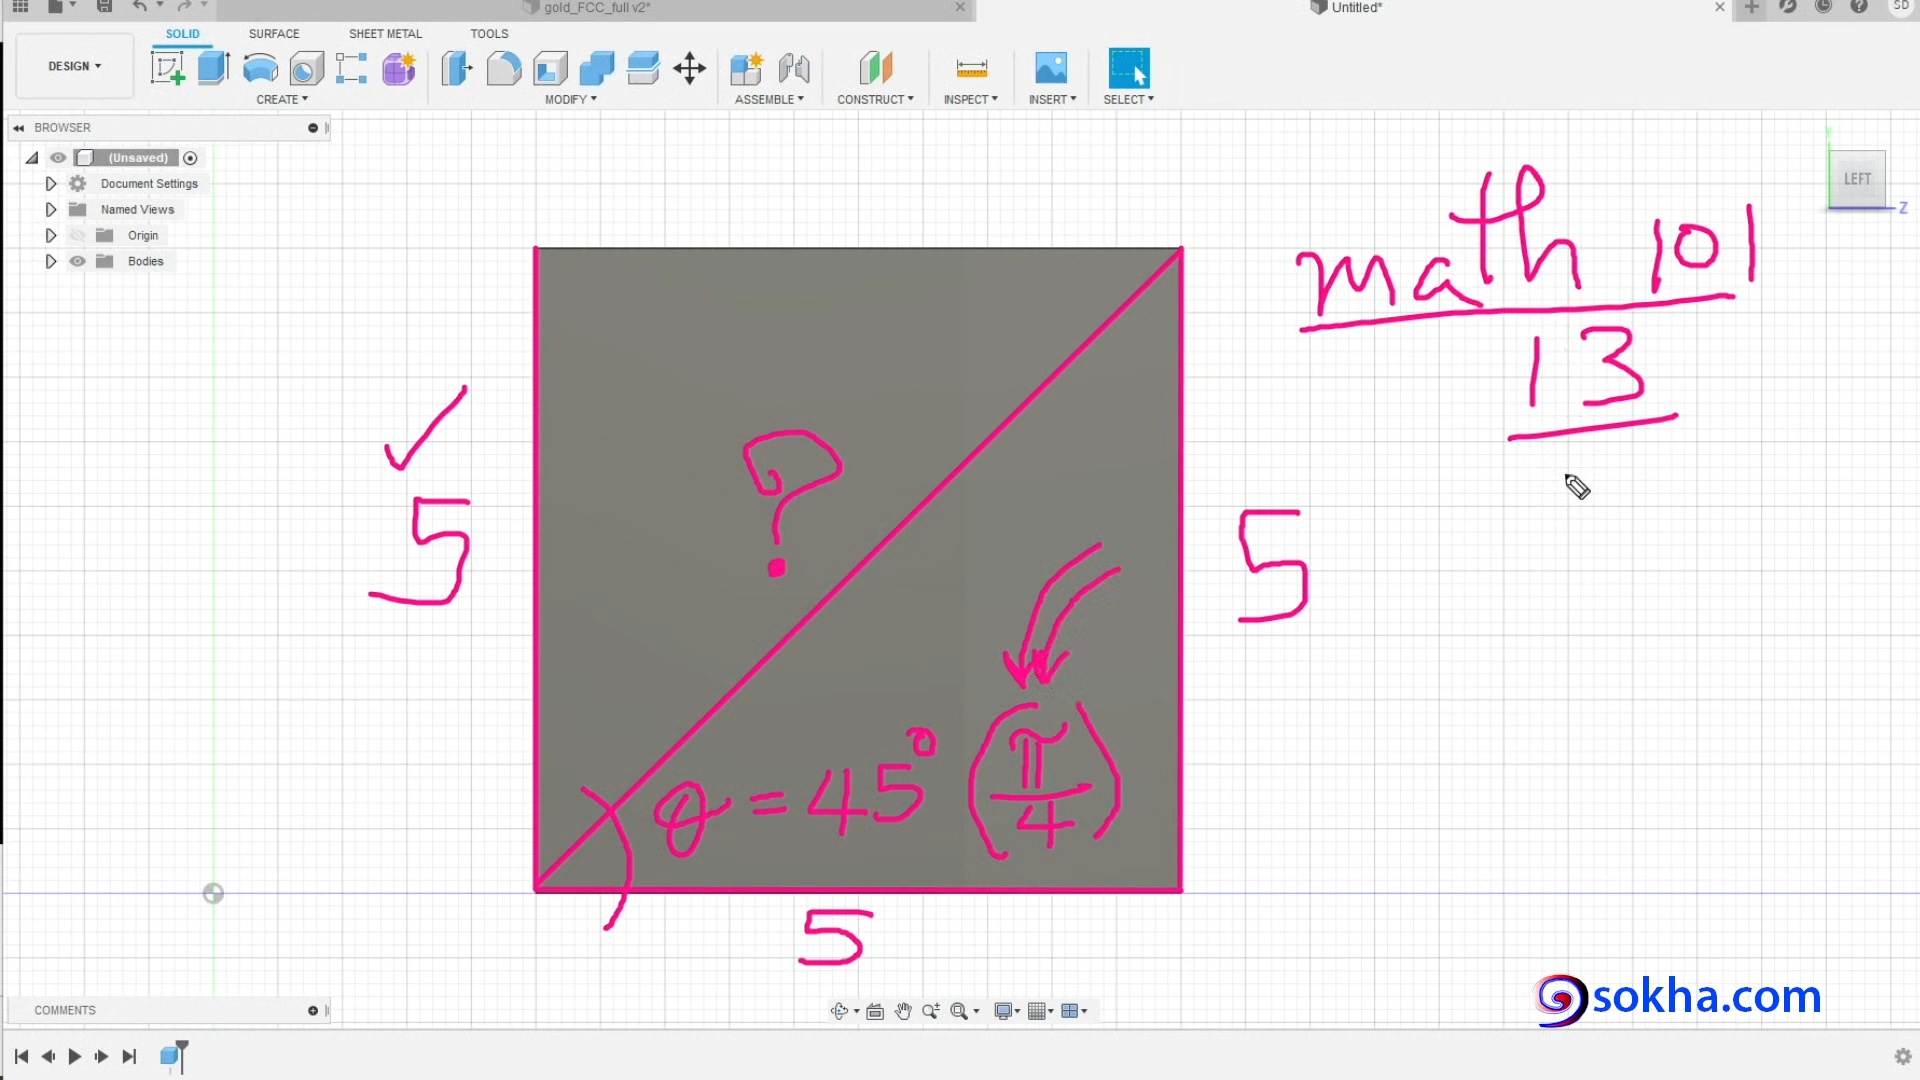 gold_FCC_full v2*
Untitled*
SD
DESIGN
SOLID SURFACE SHEET METAL TOOLS
CREATE MODIFY ASSEMBLE CONSTRUCT INSPECT INSERT SELECT
BROWSER
(Unsaved)
Document Settings
Named Views
Origin
Bodies
Y
LEFT
Z
math 101
13
?
5
5
θ = 45° (π/4)
5
sokha.com
COMMENTS